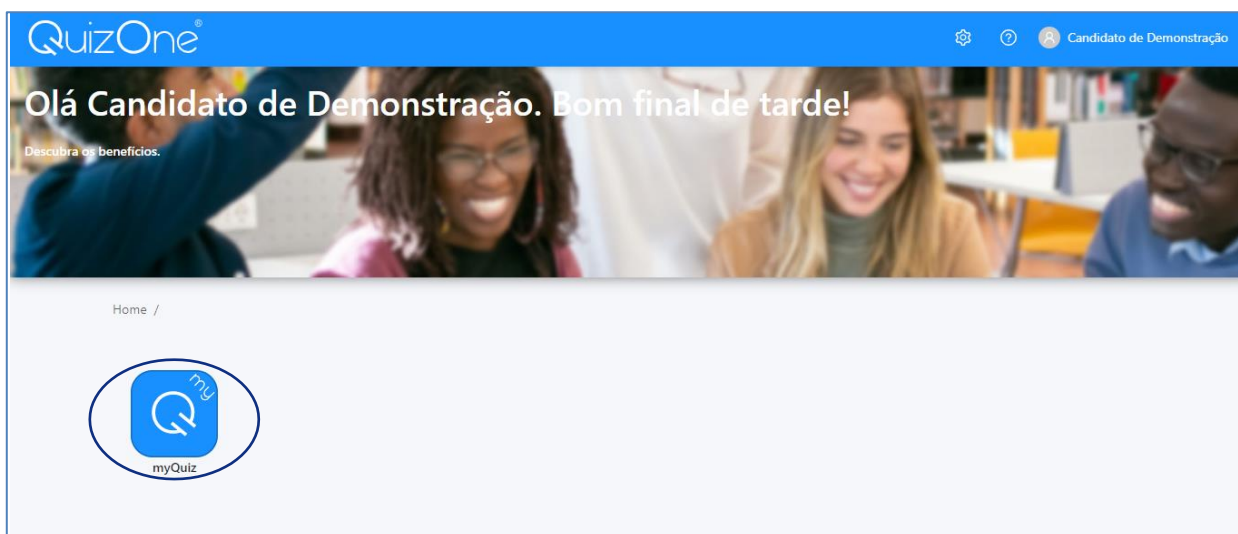 QuizOne®
Candidato de Demonstração
Olá Candidato de Demonstração. Bom final de tarde!
Descubra os benefícios.
Home /
my
Q
myQuiz